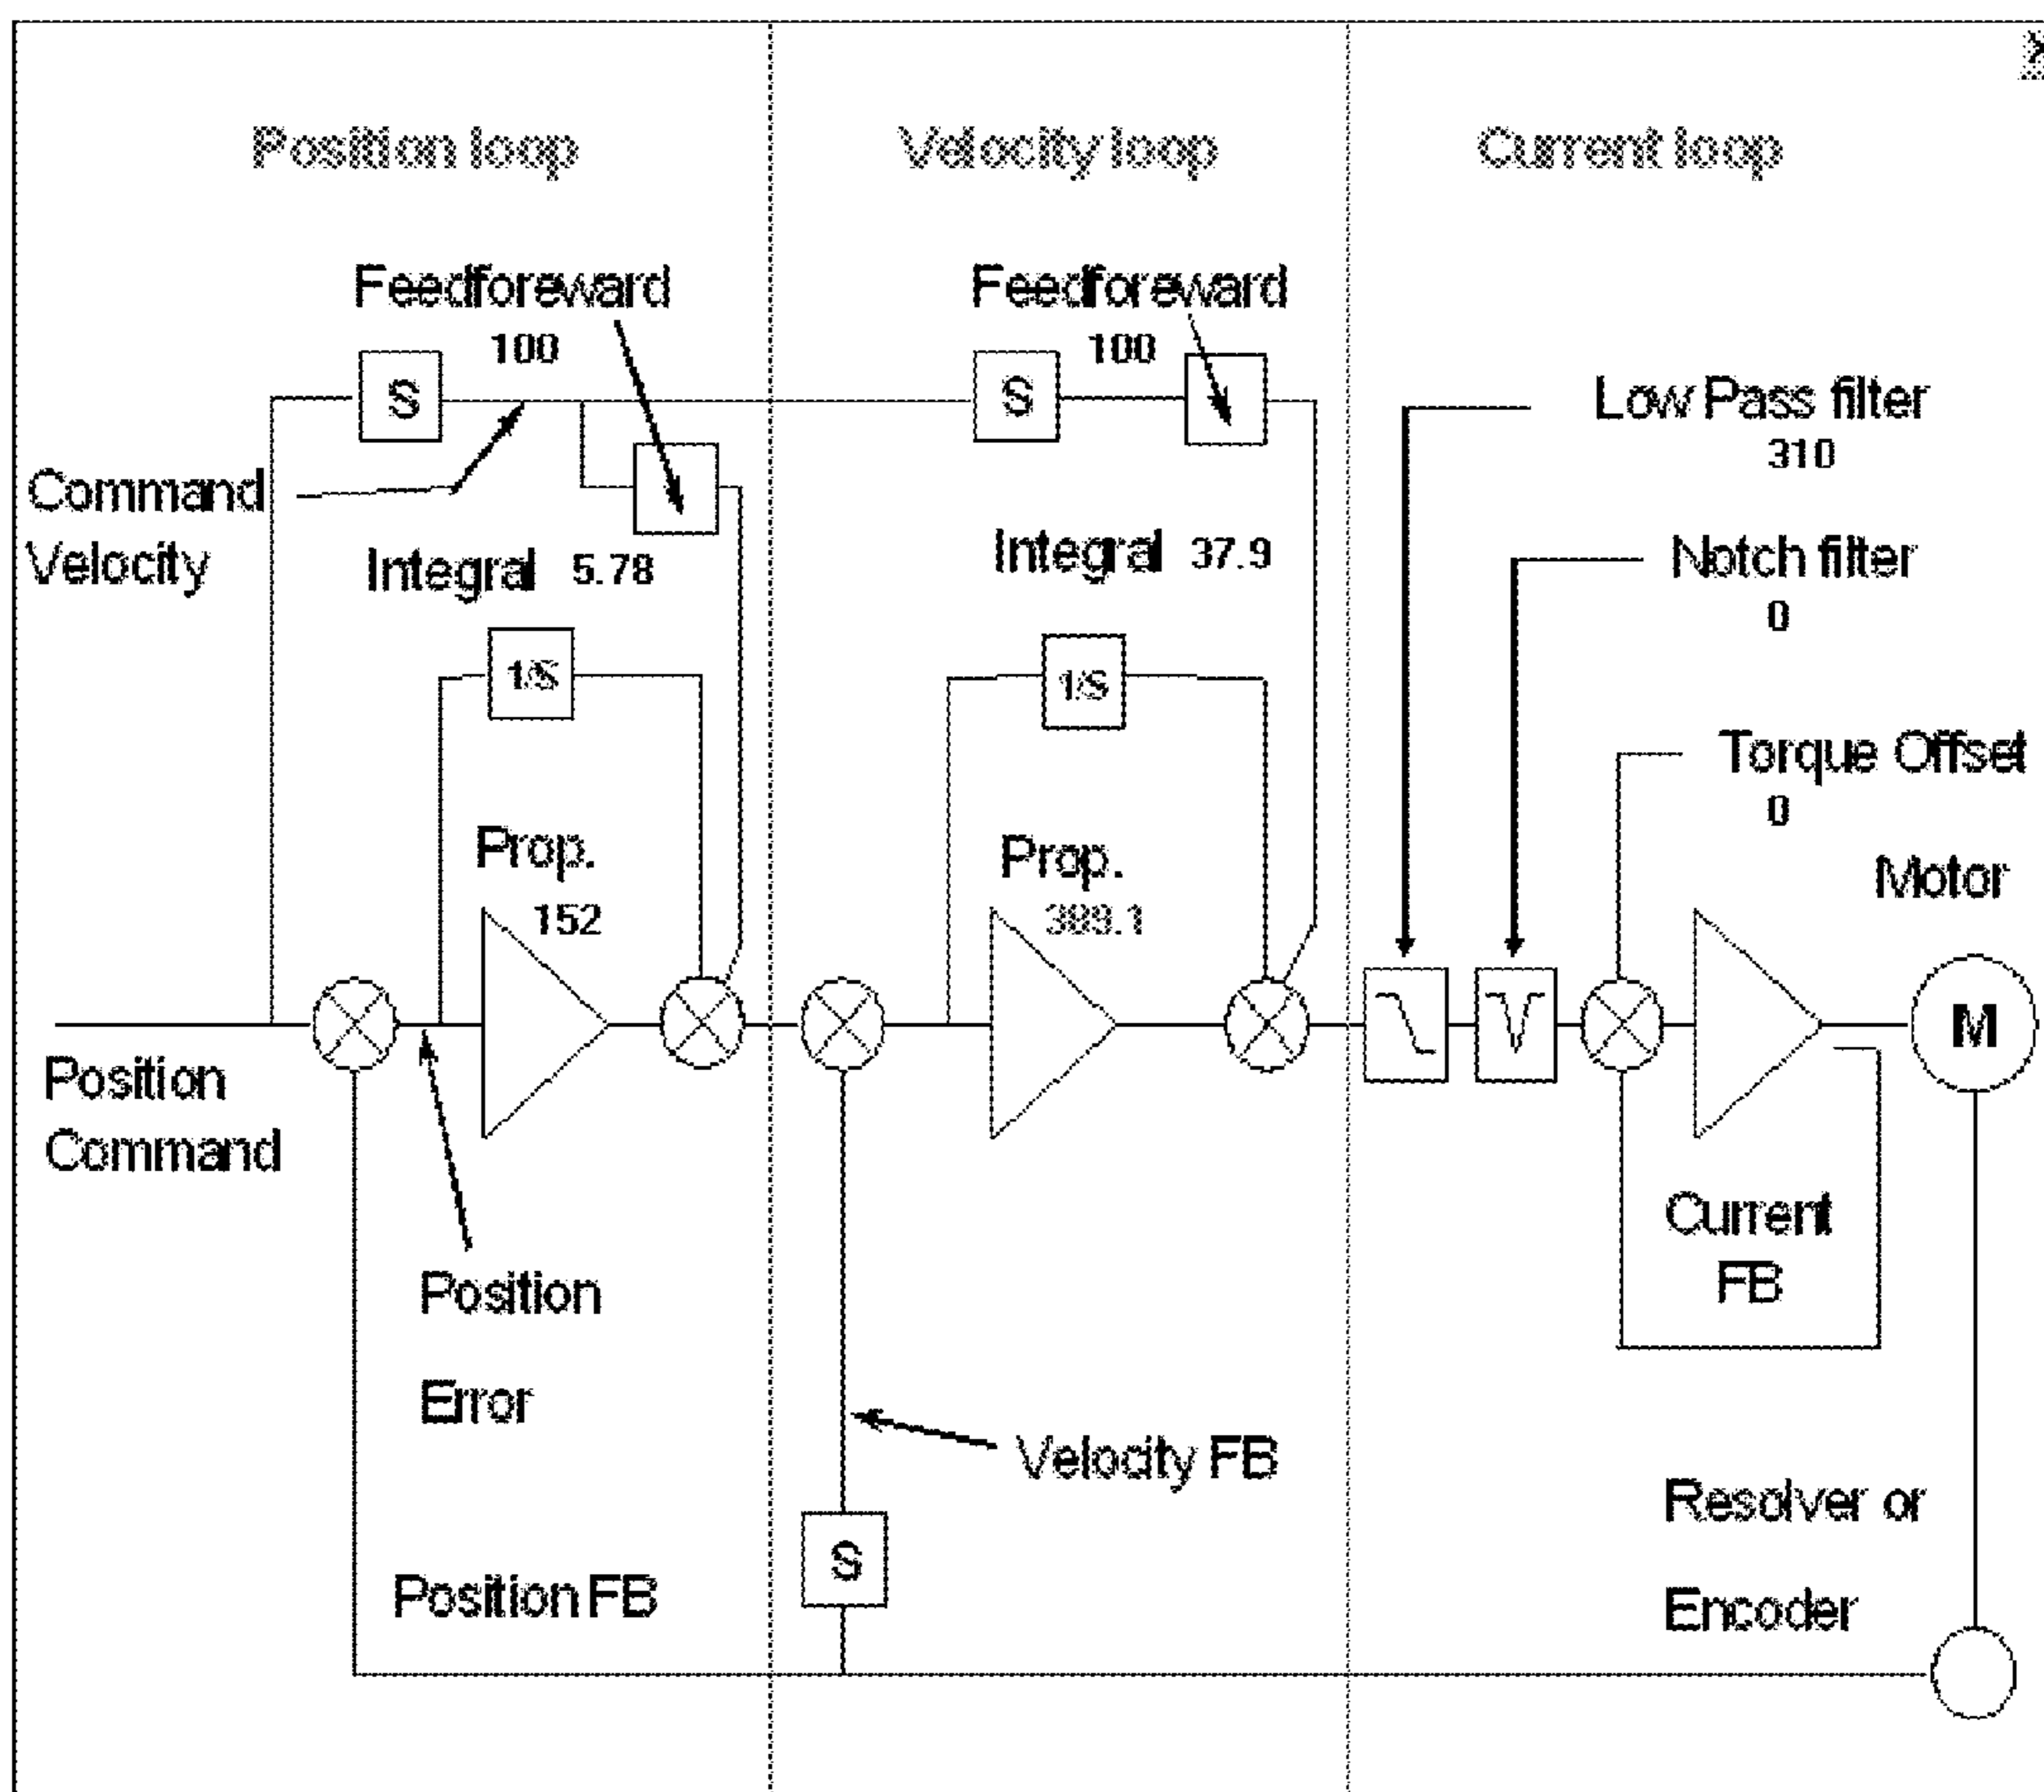 Position loop
Velocity loop
Current loop
Feedforeward
100
Feedforeward
100
S
S
Low Pass filter
310
Command
Velocity
Integral 5.78
Integral 37.9
Notch filter
0
1/S
1/S
Torque Offset
0
Prop.
152
Prop.
Motor
M
Position
Command
Current
FB
Position
Error
Velocity FB
S
Resolver or
Encoder
Position FB